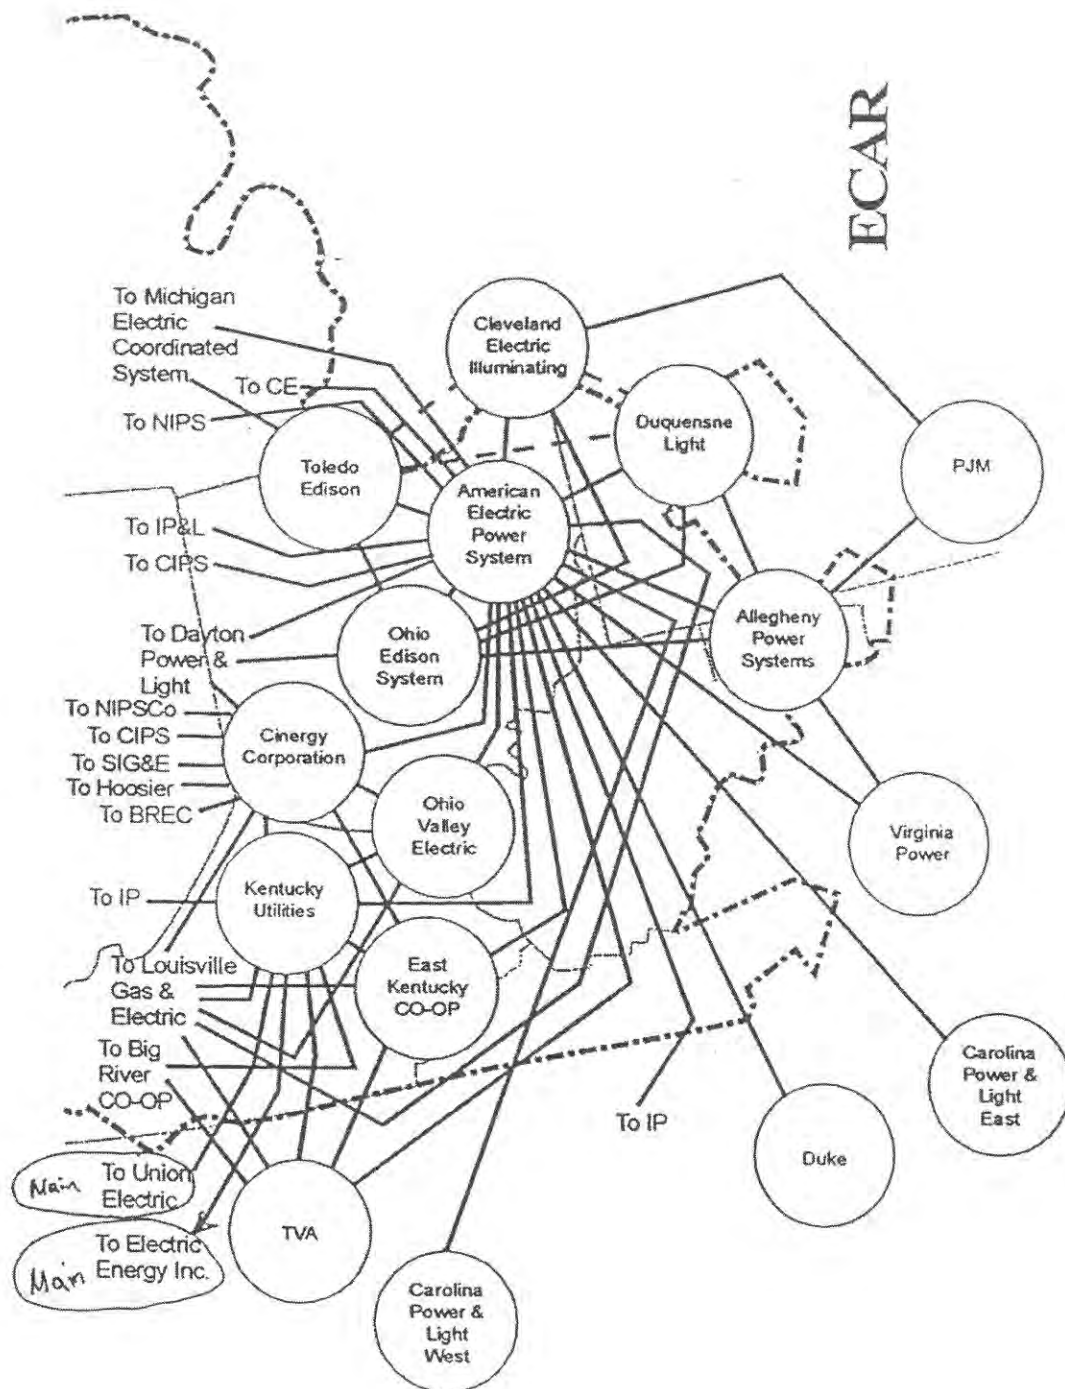 ECAR
To Michigan
Electric
Coordinated
System
To CE
To NIPS
Cleveland
Electric
Illuminating
Duquensne
Light
PJM
Toledo
Edison
American
Electric
Power
System
To IP&L
To CIPS
To Dayton
Power &
Light
Ohio
Edison
System
Allegheny
Power
Systems
To NIPSCo
To CIPS
To SIG&E
To Hoosier
To BREC
Cinergy
Corporation
Ohio
Valley
Electric
Virginia
Power
To IP
Kentucky
Utilities
To Louisville
Gas &
Electric
East
Kentucky
CO-OP
To Big
River
CO-OP
To IP
Carolina
Power &
Light
East
Duke
Main
To Union
Electric
Main
To Electric
Energy Inc.
TVA
Carolina
Power &
Light
West